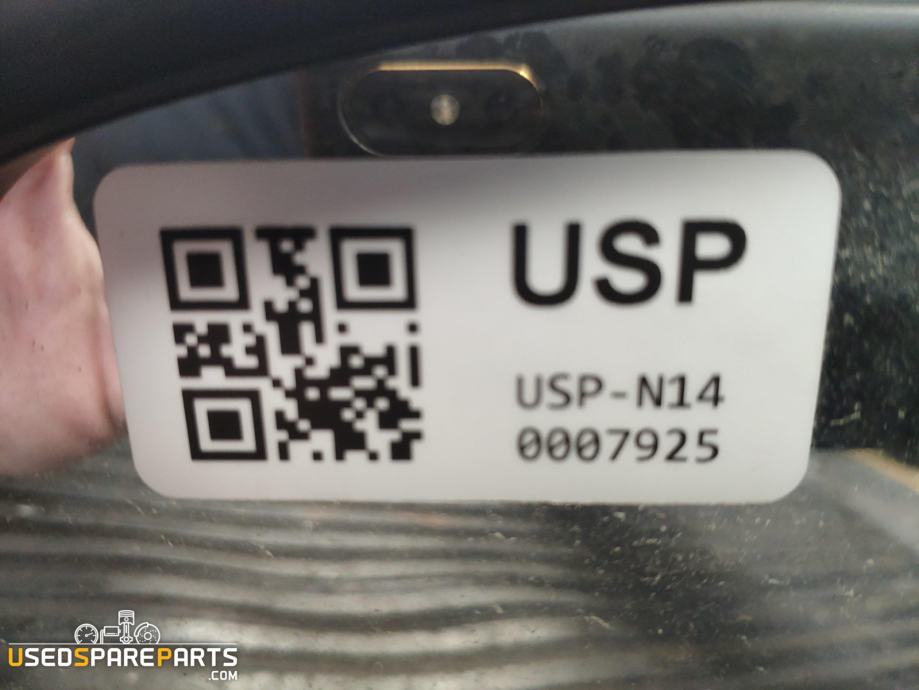 USP
USP-N14
0007925
USEDSPAREPARTS
.COM